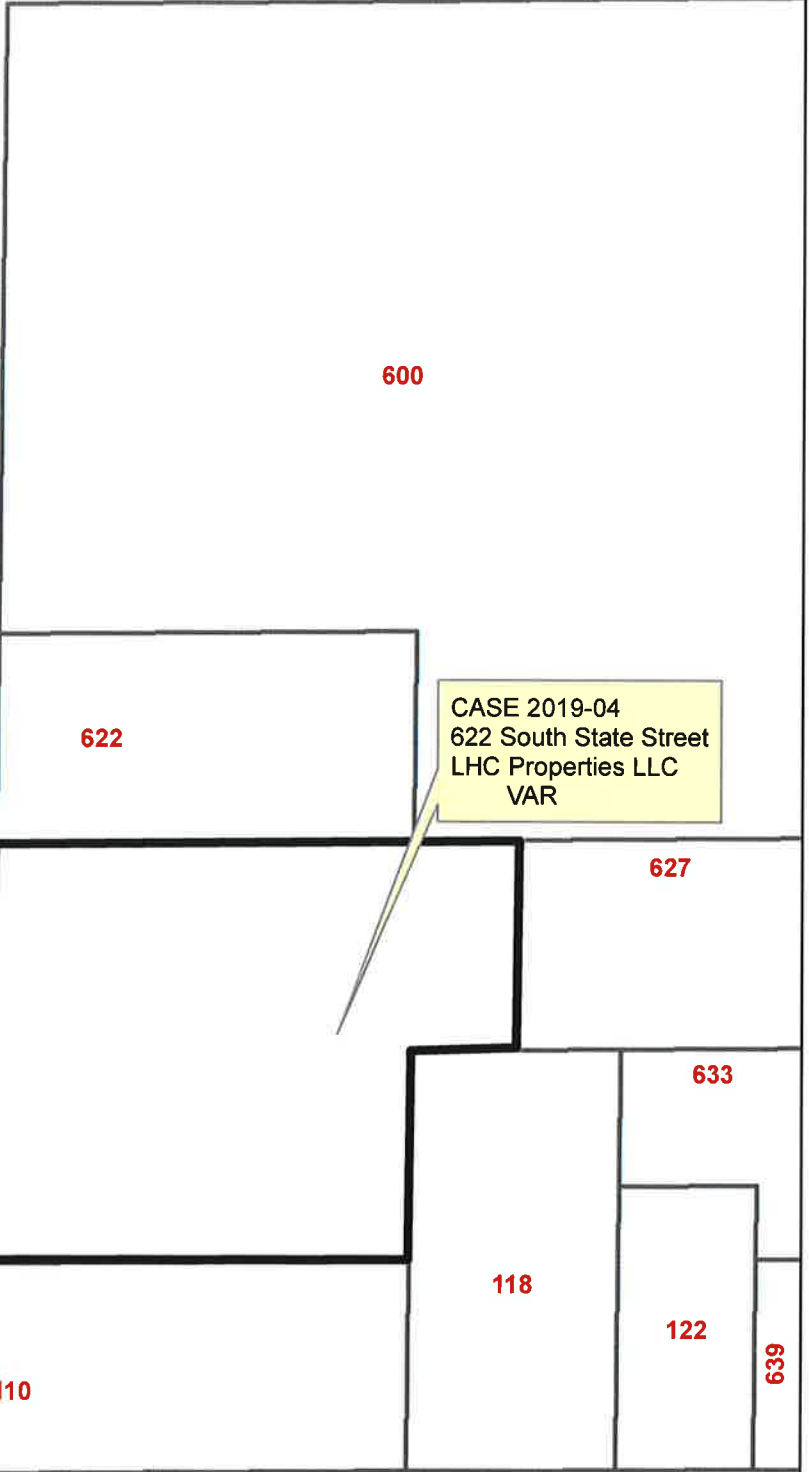 600
CASE 2019-04
622 South State Street
LHC Properties LLC
VAR
622
627
633
118
122
639